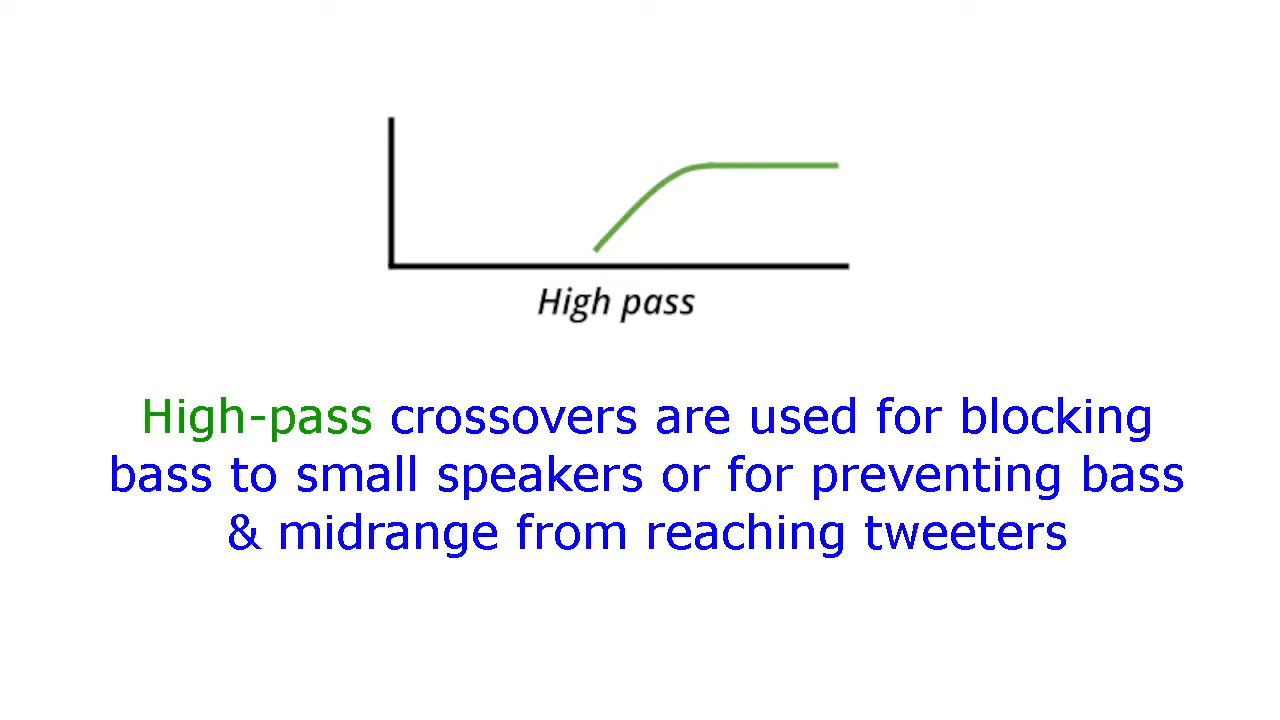 High pass
High-pass crossovers are used for blocking
bass to small speakers or for preventing bass
& midrange from reaching tweeters